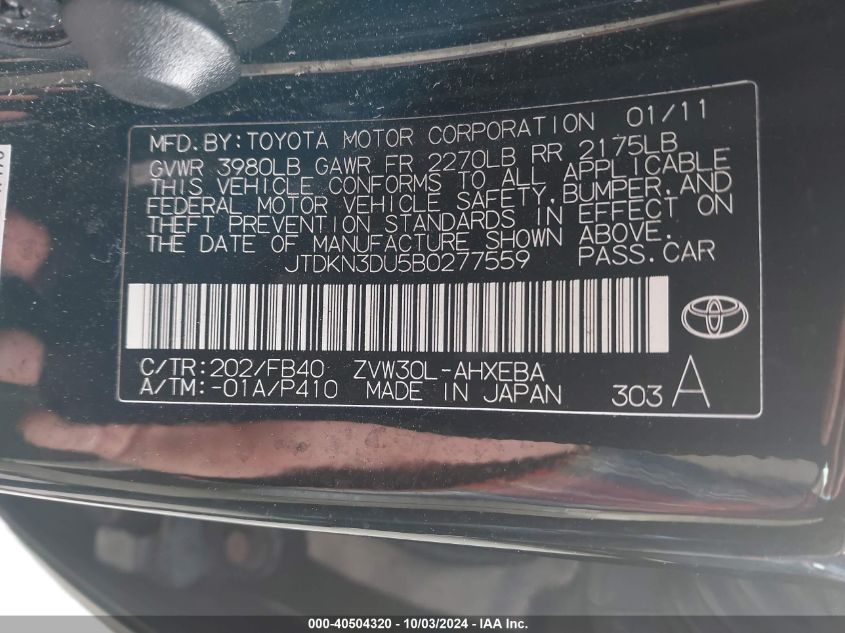 MFD. BY: TOYOTA MOTOR CORPORATION 01/11
GVWR 3980LB GAWR FR 2270LB RR 2175LB
THIS VEHICLE CONFORMS TO ALL APPLICABLE
FEDERAL MOTOR VEHICLE SAFETY, BUMPER, AND
THEFT PREVENTION STANDARDS IN EFFECT ON
THE DATE OF MANUFACTURE SHOWN ABOVE.
JTDKN3DU5B0277559 PASS. CAR
C/TR: 202/FB40 ZVW30L-AHXEBA
A/TM: -01A/P410 MADE IN JAPAN 303 A
000-40504320 - 10/03/2024 - IAA Inc.